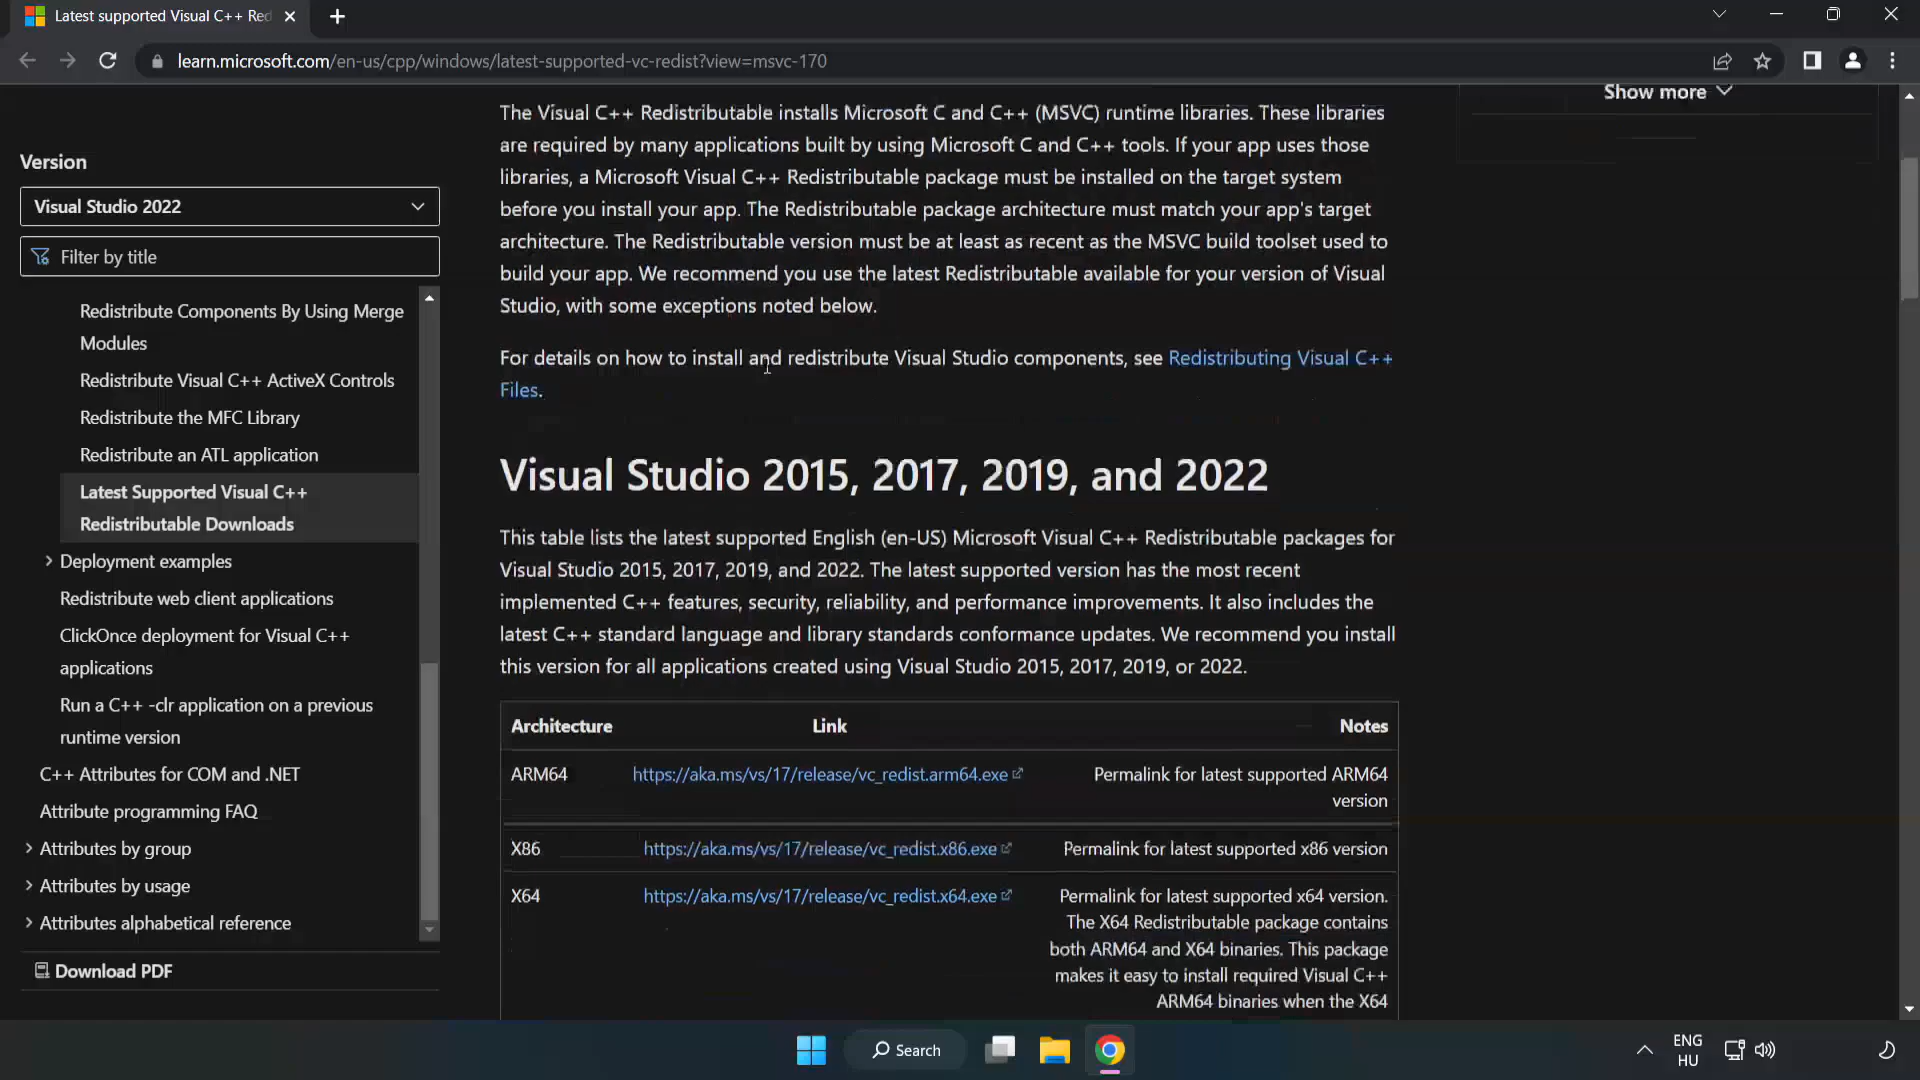 Latest supported Visual C++ Red
learn.microsoft.com/en-us/cpp/windows/latest-supported-vc-redist?view=msvc-170
Version
Visual Studio 2022
Filter by title
Redistribute Components By Using Merge
Modules
Redistribute Visual C++ ActiveX Controls
Redistribute the MFC Library
Redistribute an ATL application
Latest Supported Visual C++
Redistributable Downloads
Deployment examples
Redistribute web client applications
ClickOnce deployment for Visual C++
applications
Run a C++ -clr application on a previous
runtime version
C++ Attributes for COM and .NET
Attribute programming FAQ
Attributes by group
Attributes by usage
Attributes alphabetical reference
Download PDF
The Visual C++ Redistributable installs Microsoft C and C++ (MSVC) runtime libraries. These libraries
are required by many applications built by using Microsoft C and C++ tools. If your app uses those
libraries, a Microsoft Visual C++ Redistributable package must be installed on the target system
before you install your app. The Redistributable package architecture must match your app's target
architecture. The Redistributable version must be at least as recent as the MSVC build toolset used to
build your app. We recommend you use the latest Redistributable available for your version of Visual
Studio, with some exceptions noted below.
For details on how to install and redistribute Visual Studio components, see Redistributing Visual C++
Files.
Visual Studio 2015, 2017, 2019, and 2022
This table lists the latest supported English (en-US) Microsoft Visual C++ Redistributable packages for
Visual Studio 2015, 2017, 2019, and 2022. The latest supported version has the most recent
implemented C++ features, security, reliability, and performance improvements. It also includes the
latest C++ standard language and library standards conformance updates. We recommend you install
this version for all applications created using Visual Studio 2015, 2017, 2019, or 2022.
Architecture Link Notes
ARM64 https://aka.ms/vs/17/release/vc_redist.arm64.exe Permalink for latest supported ARM64
version
X86 https://aka.ms/vs/17/release/vc_redist.x86.exe Permalink for latest supported x86 version
X64 https://aka.ms/vs/17/release/vc_redist.x64.exe Permalink for latest supported x64 version.
The X64 Redistributable package contains
both ARM64 and X64 binaries. This package
makes it easy to install required Visual C++
ARM64 binaries when the X64
Show more
Search
ENG
HU